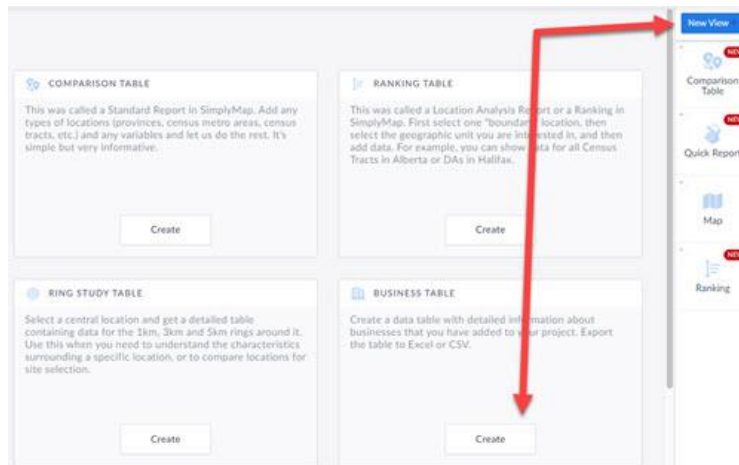 New View
COMPARISON TABLE
This was called a Standard Report in SimplyMap. Add any
types of locations (provinces, census metro areas, census
tracts, etc.) and any variables and let us do the rest. It's
simple but very informative.
Create
RANKING TABLE
This was called a Location Analysis Report or a Ranking in
SimplyMap. First select one "boundary" location, then
select the geographic unit you are interested in, and then
add data. For example, you can show data for all Census
Tracts in Alberta or DAs in Halifax.
Create
RING STUDY TABLE
Select a central location and get a detailed table
containing data for the 1km, 3km and 5km rings around it.
Use this when you need to understand the characteristics
surrounding a specific location, or to compare locations for
site selection.
Create
BUSINESS TABLE
Create a data table with detailed information about
businesses that you have added to your project. Export
the table to Excel or CSV.
Create
NEW
Comparison
Table
NEW
Quick Report
Map
NEW
Ranking